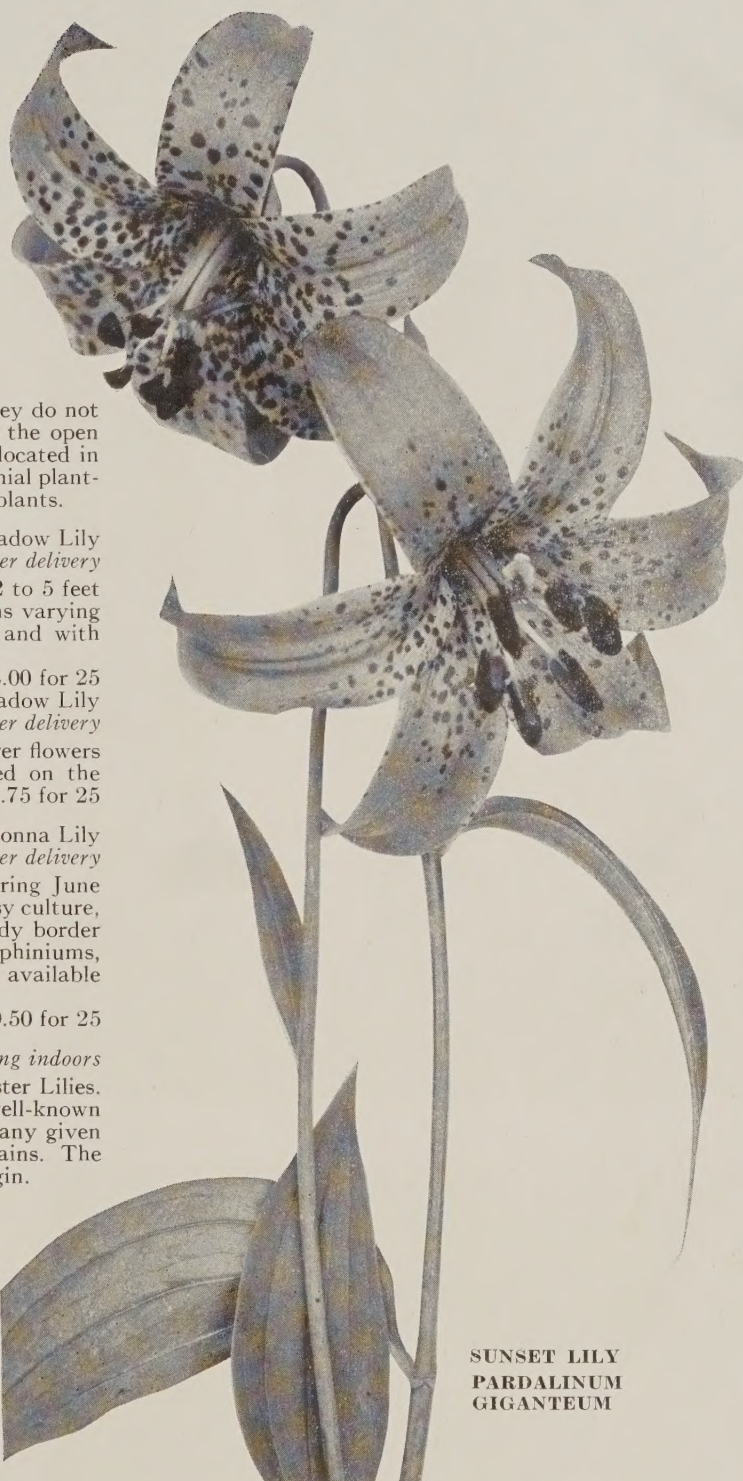 ey do not
the open
located in
nial plant-
plants.
adow Lily
er delivery
2 to 5 feet
ns varying
and with
.00 for 25
adow Lily
er delivery
er flowers
ed on the
.75 for 25
onna Lily
er delivery
ring June
sy culture,
dy border
phiniums,
available
0.50 for 25
ng indoors
ster Lilies.
ell-known
any given
ains. The
gin.
SUNSET LILY
PARDALINUM
GIGANTEUM